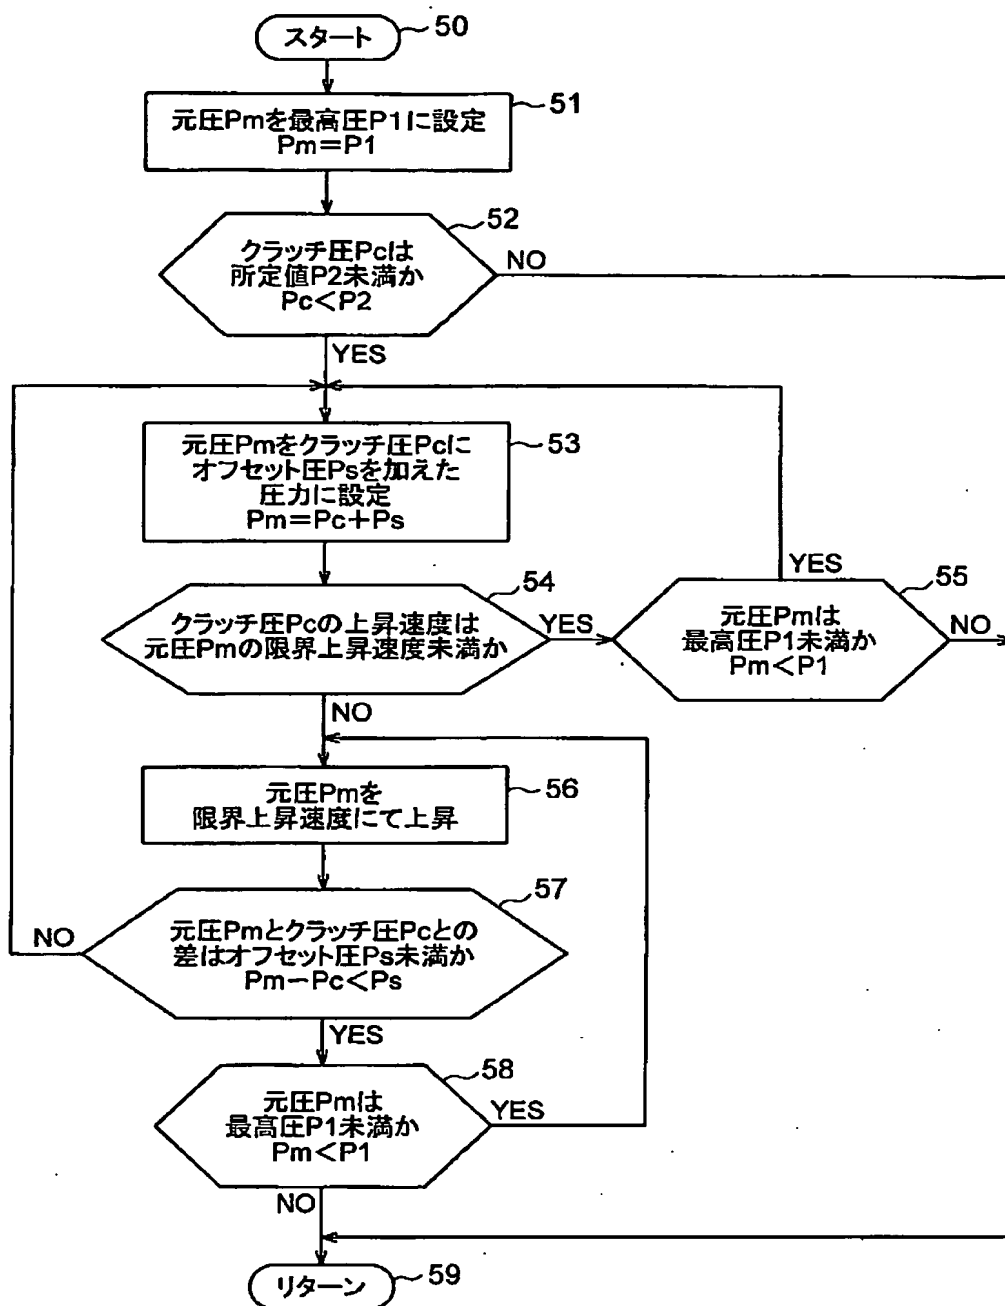 スタート
50
元圧Pmを最高圧P1に設定
Pm=P1
51
クラッチ圧Pcは
所定値P2未満か
Pc<P2
52
NO
YES
元圧Pmをクラッチ圧Pcに
オフセット圧Psを加えた
圧力に設定
Pm=Pc+Ps
53
クラッチ圧Pcの上昇速度は
元圧Pmの限界上昇速度未満か
54
YES
NO
元圧Pmは
最高圧P1未満か
Pm<P1
55
YES
NO
元圧Pmを
限界上昇速度にて上昇
56
元圧Pmとクラッチ圧Pcとの
差はオフセット圧Ps未満か
Pm-Pc<Ps
57
NO
YES
元圧Pmは
最高圧P1未満か
Pm<P1
58
YES
NO
リターン
59